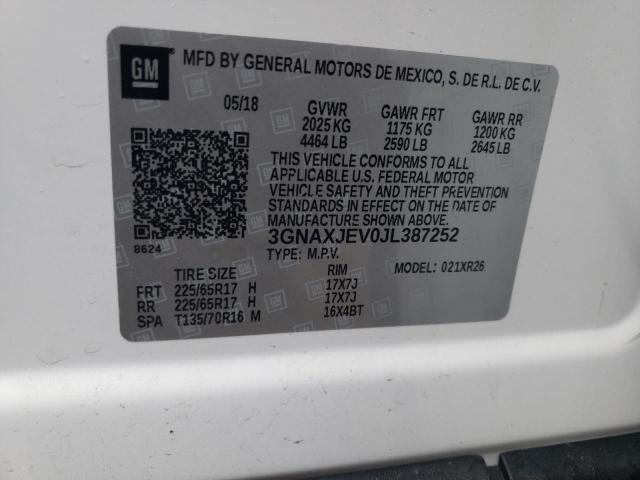 GM
MFD BY GENERAL MOTORS DE MEXICO, S. DE R.L. DE C.V.
05/18 GVWR GAWR FRT GAWR RR
2025 KG 1175 KG 1200 KG
4464 LB 2590 LB 2645 LB
THIS VEHICLE CONFORMS TO ALL
APPLICABLE U.S. FEDERAL MOTOR
VEHICLE SAFETY AND THEFT PREVENTION
STANDARDS IN EFFECT ON THE DATE OF
MANUFACTURE SHOWN ABOVE.
8624 3GNAXJEV0JL387252
TYPE: M.P.V. MODEL: 021XR26
TIRE SIZE RIM
FRT 225/65R17 H 17X7J
RR 225/65R17 H 17X7J
SPA T135/70R16 M 16X4BT